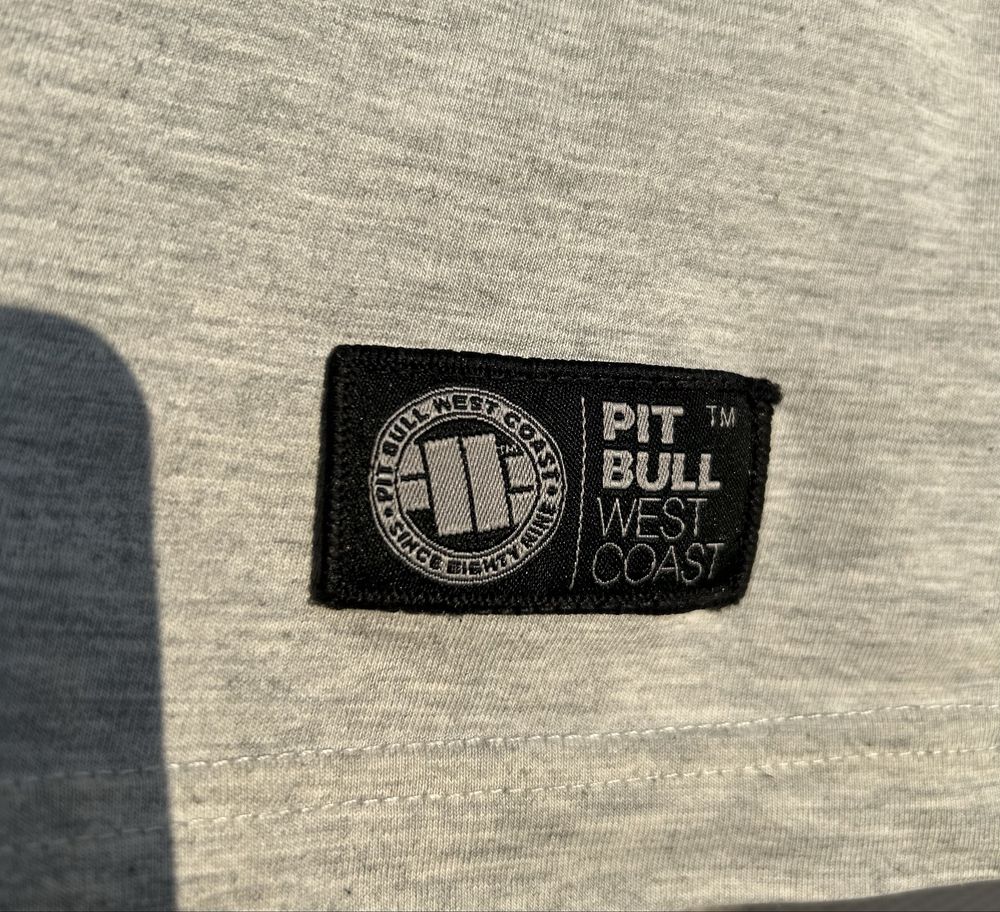 PIT BULL WEST COAST
SINCE EIGHTY NINE
PIT TM
BULL
WEST
COAST